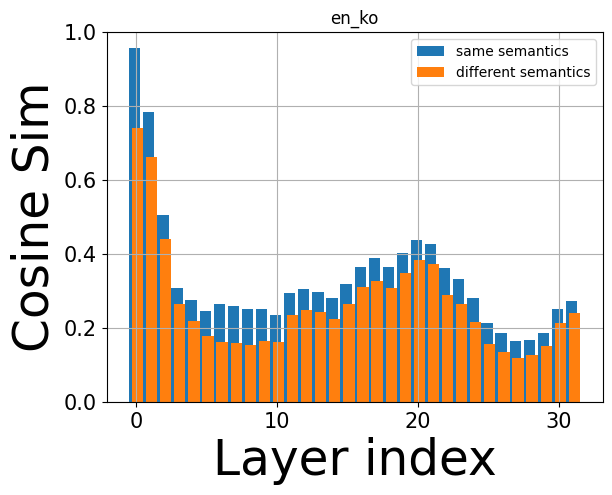 en_ko
same semantics
different semantics
Cosine Sim
1.0
0.8
0.6
0.4
0.2
0.0
0 10 20 30
Layer index